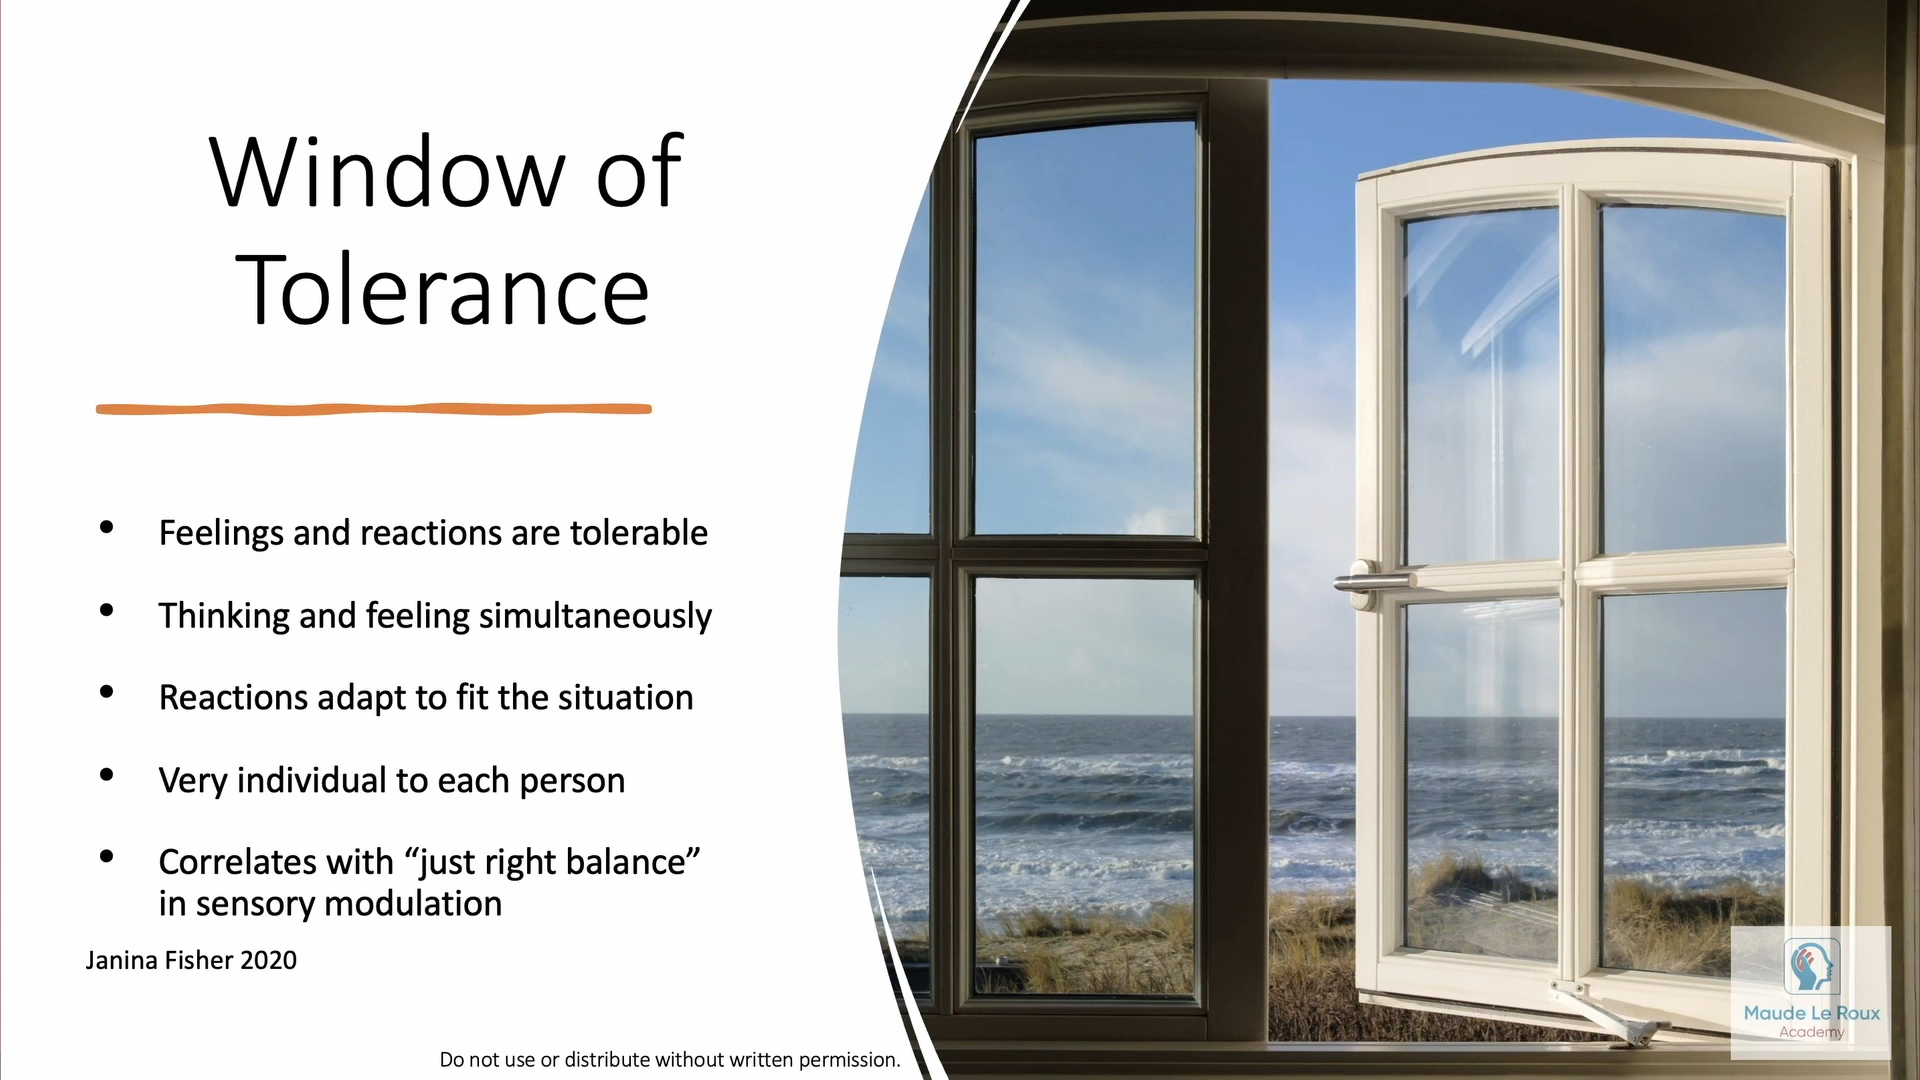 Window of
Tolerance
• Feelings and reactions are tolerable
• Thinking and feeling simultaneously
• Reactions adapt to fit the situation
• Very individual to each person
• Correlates with “just right balance”
in sensory modulation
Janina Fisher 2020
Do not use or distribute without written permission.
Maude Le Roux
Academy